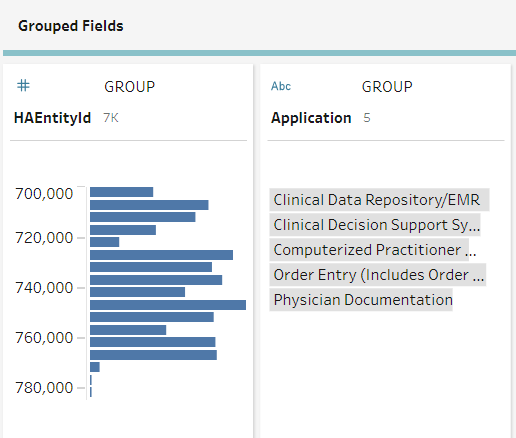 Grouped Fields
# GROUP
HAEntityId 7K
700,000
720,000
740,000
760,000
780,000
Abc GROUP
Application 5
Clinical Data Repository/EMR
Clinical Decision Support Sy...
Computerized Practitioner ...
Order Entry (Includes Order ...
Physician Documentation